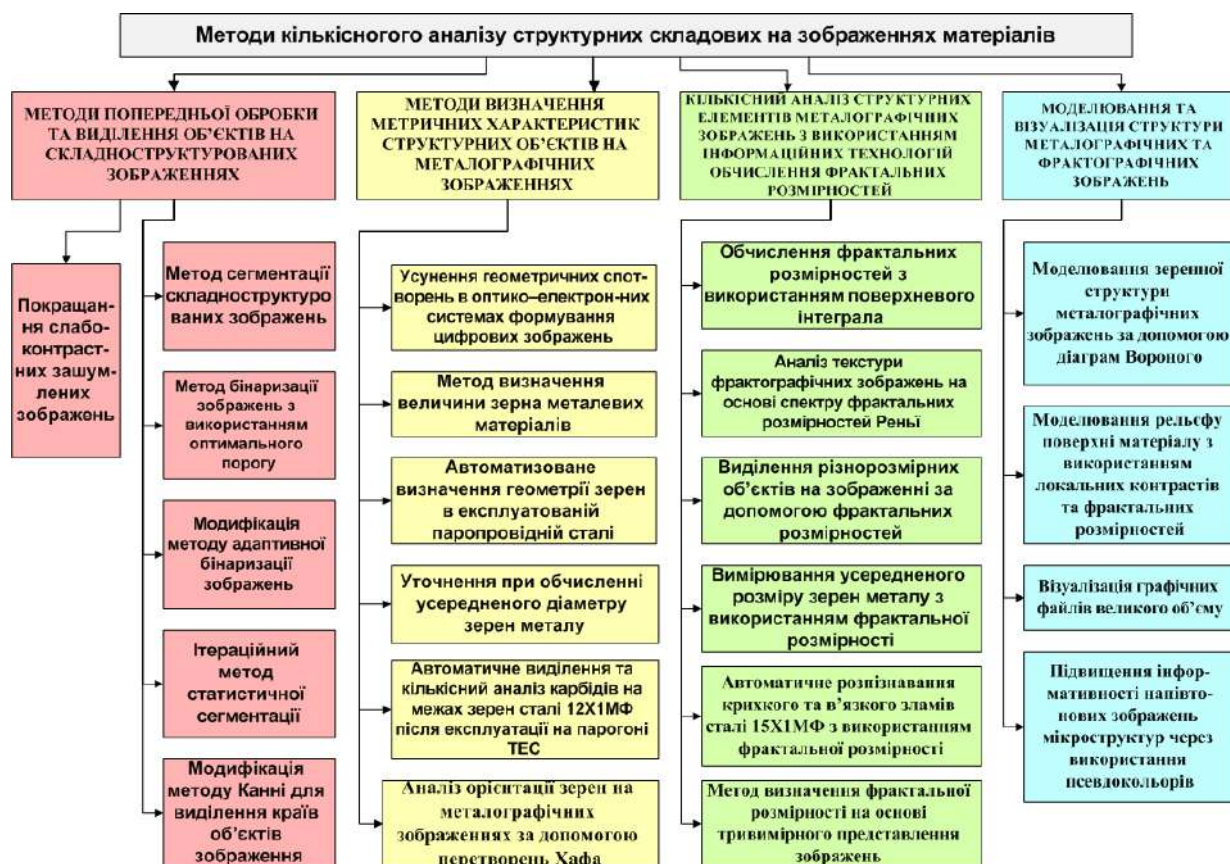 Методи кількісного аналізу структурних складових на зображеннях матеріалів
МЕТОДИ ПОПЕРЕДНЬОЇ ОБРОБКИ
ТА ВИДІЛЕННЯ ОБ’ЄКТІВ НА
СКЛАДНОСТРУКТУРОВАНИХ
ЗОБРАЖЕННЯХ
Покращан-
ня слабо-
контраст-
них зашум-
лених
зображень
Метод сегментації
складноструктуро
ваних зображень
Метод бінаризації
зображень з
використанням
оптимального
порогу
Модифікація
методу адаптивної
бінаризації
зображень
Ітераційний
метод
статистичної
сегментації
Модифікація
методу Канні для
виділення країв
об’єктів
зображення
МЕТОДИ ВИЗНАЧЕННЯ
МЕТРИЧНИХ ХАРАКТЕРИСТИК
СТРУКТУРНИХ ОБ’ЄКТІВ НА
МЕТАЛОГРАФІЧНИХ
ЗОБРАЖЕННЯХ
Усунення геометричних спот-
ворень в оптико–електрон-них
системах формування
цифрових зображень
Метод визначення
величини зерна металевих
матеріалів
Автоматизоване
визначення геометрії зерен
в експлуатованій
паропровідній сталі
Уточнення при обчисленні
усередненого діаметру
зерен металу
Автоматичне виділення та
кількісний аналіз карбідів на
межах зерен сталі 12Х1МФ
після експлуатації на парогоні
ТЕС
Аналіз орієнтації зерен на
металографічних
зображеннях за допомогою
перетворень Хафа
КІЛЬКІСНИЙ АНАЛІЗ СТРУКТУРНИХ
ЕЛЕМЕНТІВ МЕТАЛОГРАФІЧНИХ
ЗОБРАЖЕНЬ З ВИКОРИСТАННЯМ
ІНФОРМАЦІЙНИХ ТЕХНОЛОГІЙ
ОБЧИСЛЕННЯ ФРАКТАЛЬНИХ
РОЗМІРНОСТЕЙ
Обчислення фрактальних
розмірностей з
використанням поверхневого
інтеграла
Аналіз текстури
фрактографічних зображень на
основі спектру фрактальних
розмірностей Реньї
Виділення різнорозмірних
об’єктів на зображенні за
допомогою фрактальних
розмірностей
Вимірювання усередненого
розміру зерен металу з
використанням фрактальної
розмірності
Автоматичне розпізнавання
крихкого та в’язкого зламів
сталі 15Х1МФ з використанням
фрактальної розмірності
Метод визначення фрактальної
розмірності на основі
тривимірного представлення
зображень
МОДЕЛЮВАННЯ ТА
ВІЗУАЛІЗАЦІЯ СТРУКТУРИ
МЕТАЛОГРАФІЧНИХ ТА
ФРАКТОГРАФІЧНИХ
ЗОБРАЖЕНЬ
Моделювання зеренної
структури
металографічних
зображень за допомогою
діаграм Вороного
Моделювання рельєфу
поверхні матеріалу з
використанням
локальних контрастів
та фрактальних
розмірностей
Візуалізація графічних
файлів великого об’єму
Підвищення інфор-
мативності напівто-
нових зображень
мікроструктур через
використання
псевдокольорів